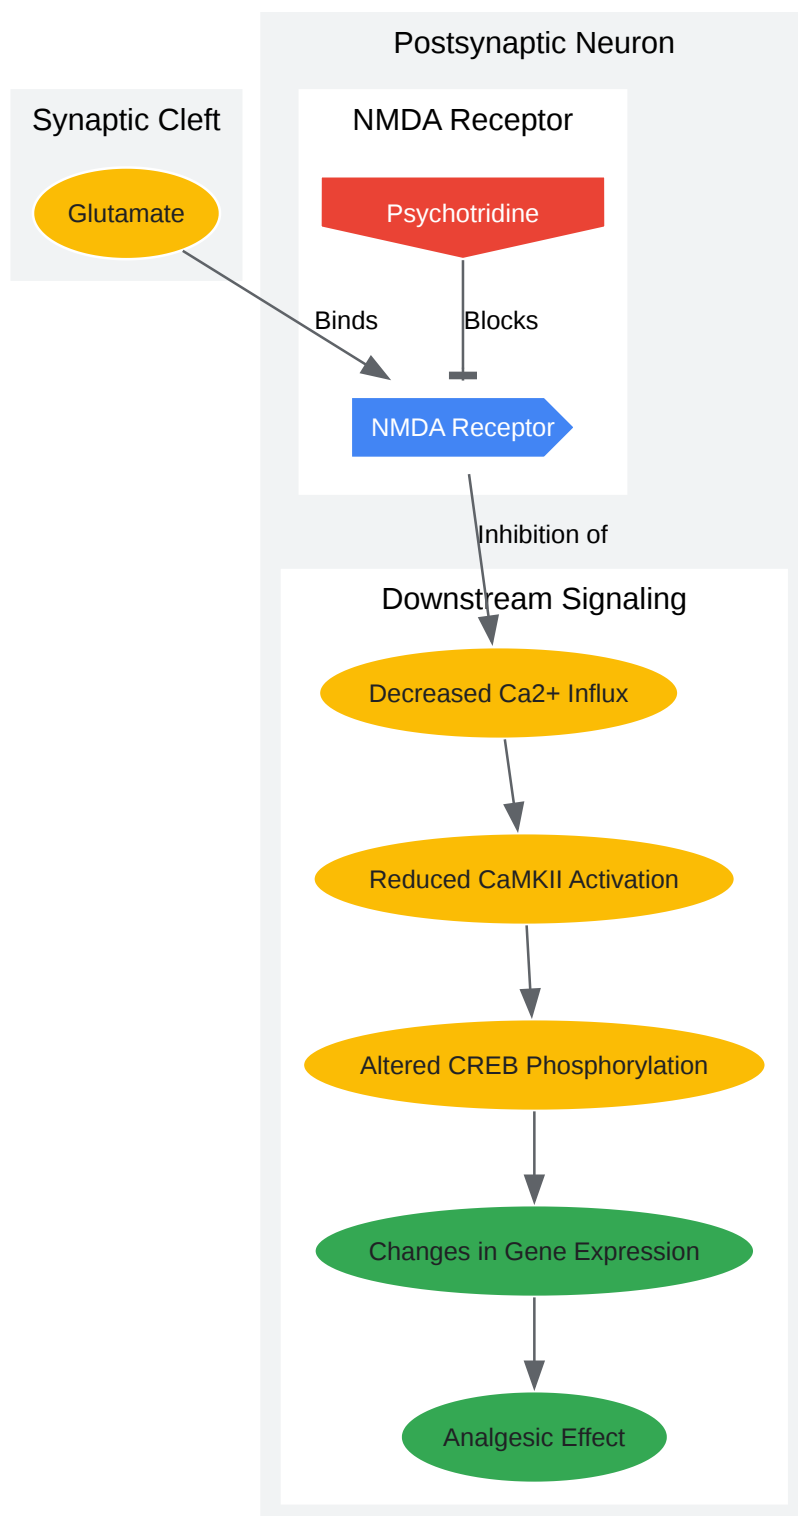 Postsynaptic Neuron
Synaptic Cleft
NMDA Receptor
Glutamate
Psychotridine
Binds
Blocks
NMDA Receptor
Inhibition of
Downstream Signaling
Decreased Ca2+ Influx
Reduced CaMKII Activation
Altered CREB Phosphorylation
Changes in Gene Expression
Analgesic Effect